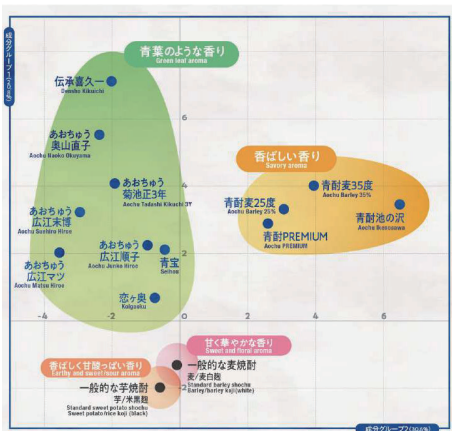 青葉のような香り
Green leaf aroma
伝承喜久一
Densho Kikuichi
あおちゅう
奥山直子
Aochu Naoko Okuyama
あおちゅう
菊池正3年
Aochu Tadashi Kikuchi 3Y
あおちゅう
広江末博
Aochu Suehiro Hiroe
あおちゅう
広江順子
Aochu Junko Hiroe
青宝
Seihou
あおちゅう
広江マツ
Aochu Matsu Hiroe
恋ヶ奥
Koigaoku
香ばしい香り
Savory aroma
青酎麦35度
Aochu Barley 35%
青酎麦25度
Aochu Barley 25%
青酎PREMIUM
Aochu PREMIUM
青酎池の沢
Aochu Ikenosawa
6
4
2
-4
-2
0
2
4
6
甘く華やかな香り
Sweet and floral aroma
一般的な麦焼酎
麦/麦白麹
Standard barley shochu
Barley/barley koji(white)
香ばしく甘酸っぱい香り
Earthy and sweet/sour aroma
一般的な芋焼酎
芋/米黒麹
Standard sweet potato shochu
Sweet potato/rice koji (black)
-2
成分グループ1
成分グループ2